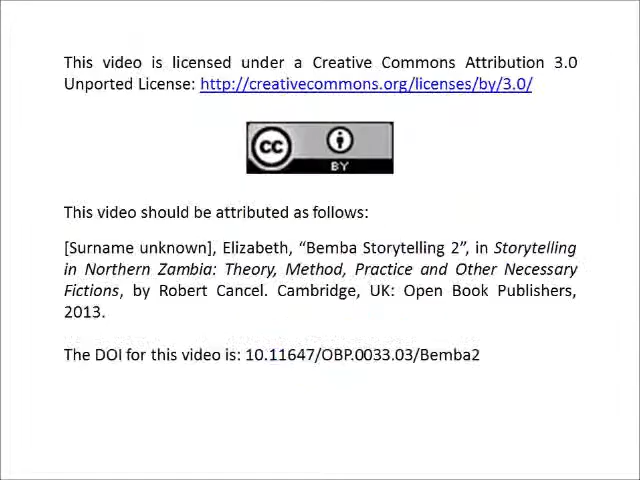 This video is licensed under a Creative Commons Attribution 3.0
Unported License: http://creativecommons.org/licenses/by/3.0/
cc
BY
This video should be attributed as follows:
[Surname unknown], Elizabeth, “Bemba Storytelling 2”, in Storytelling
in Northern Zambia: Theory, Method, Practice and Other Necessary
Fictions, by Robert Cancel. Cambridge, UK: Open Book Publishers,
2013.
The DOI for this video is: 10.11647/OBP.0033.03/Bemba2